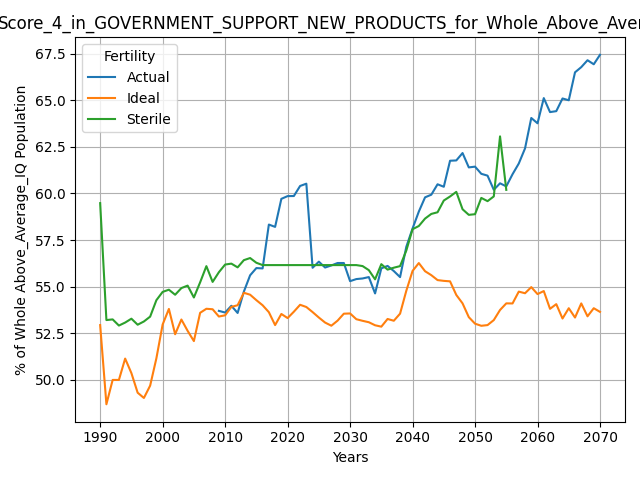 Score_4_in_GOVERNMENT_SUPPORT_NEW_PRODUCTS_for_Whole_Above_Aver
Fertility
Actual
Ideal
Sterile
% of Whole Above_Average_IQ Population
67.5
65.0
62.5
60.0
57.5
55.0
52.5
50.0
1990 2000 2010 2020 2030 2040 2050 2060 2070
Years